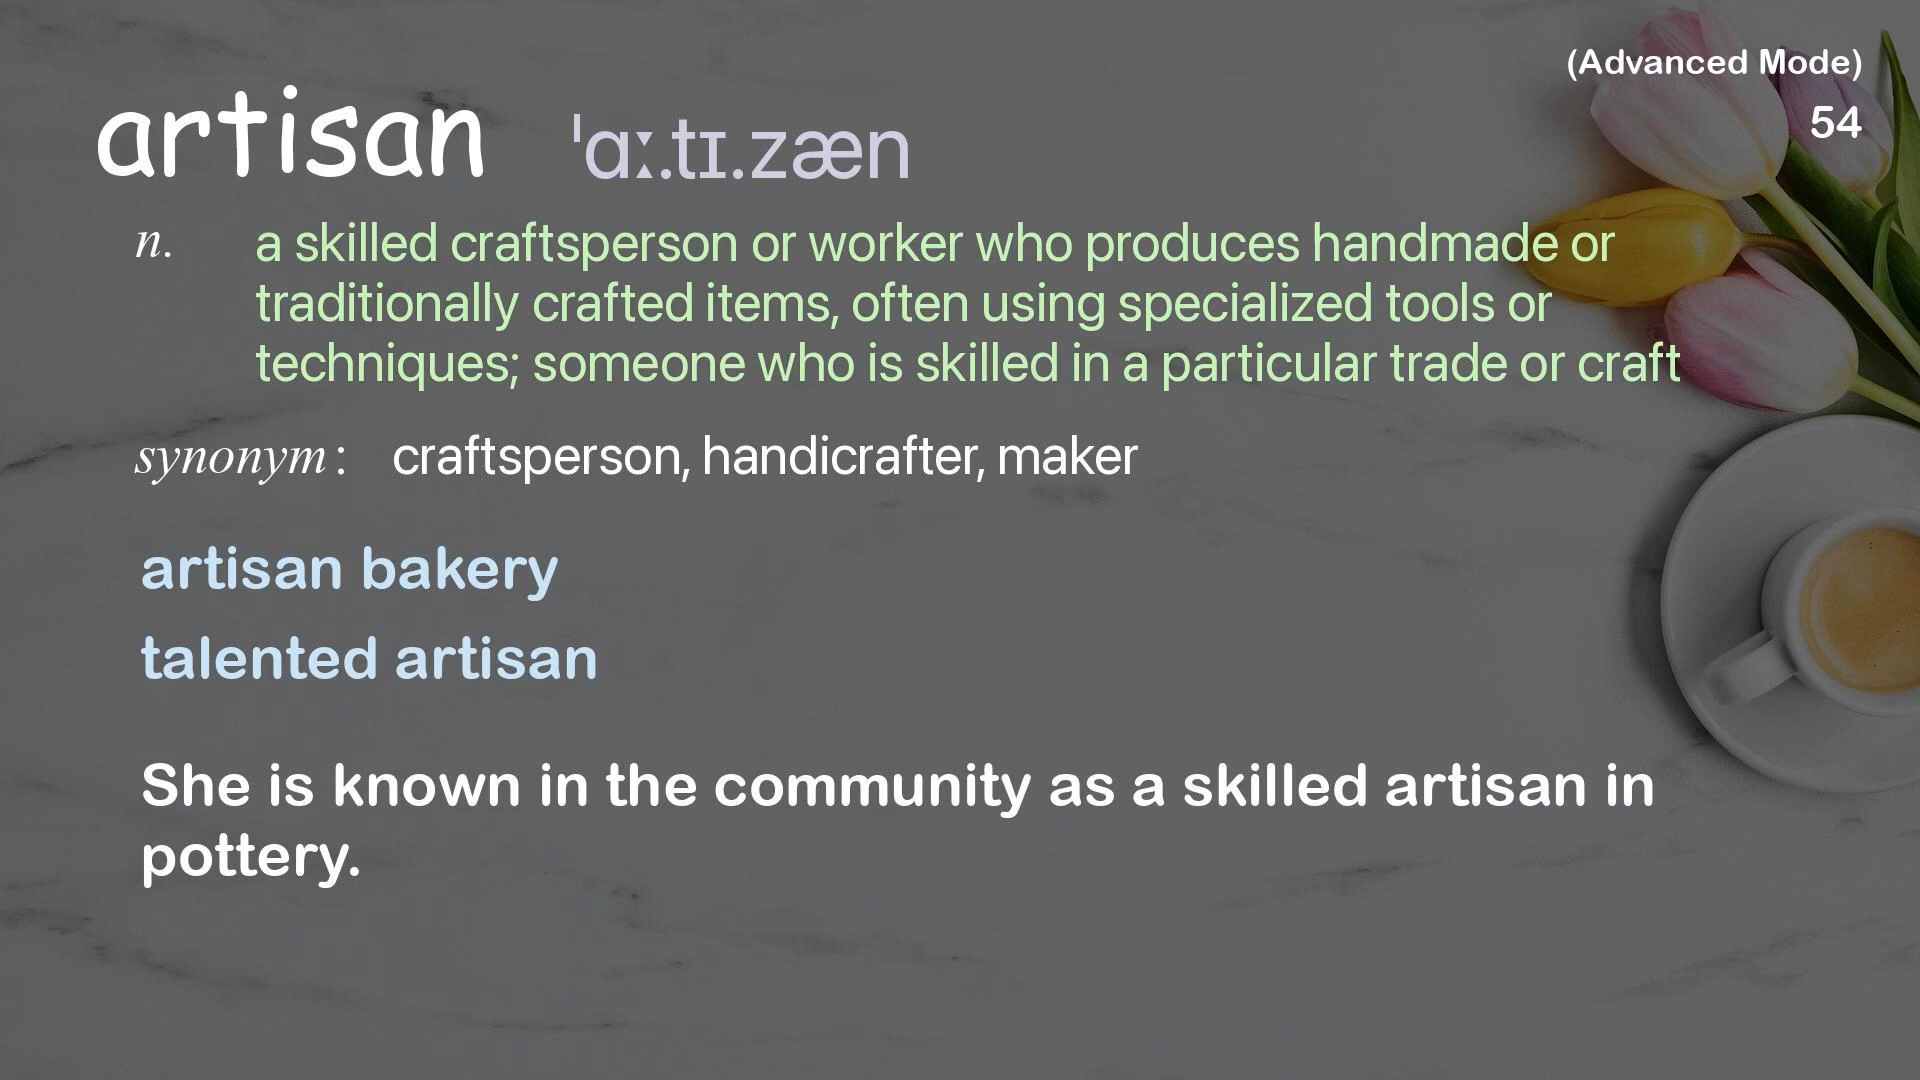 (Advanced Mode)
54
artisan ˈɑː.tɪ.zæn
n. a skilled craftsperson or worker who produces handmade or
traditionally crafted items, often using specialized tools or
techniques; someone who is skilled in a particular trade or craft
synonym: craftsperson, handicrafter, maker
artisan bakery
talented artisan
She is known in the community as a skilled artisan in
pottery.